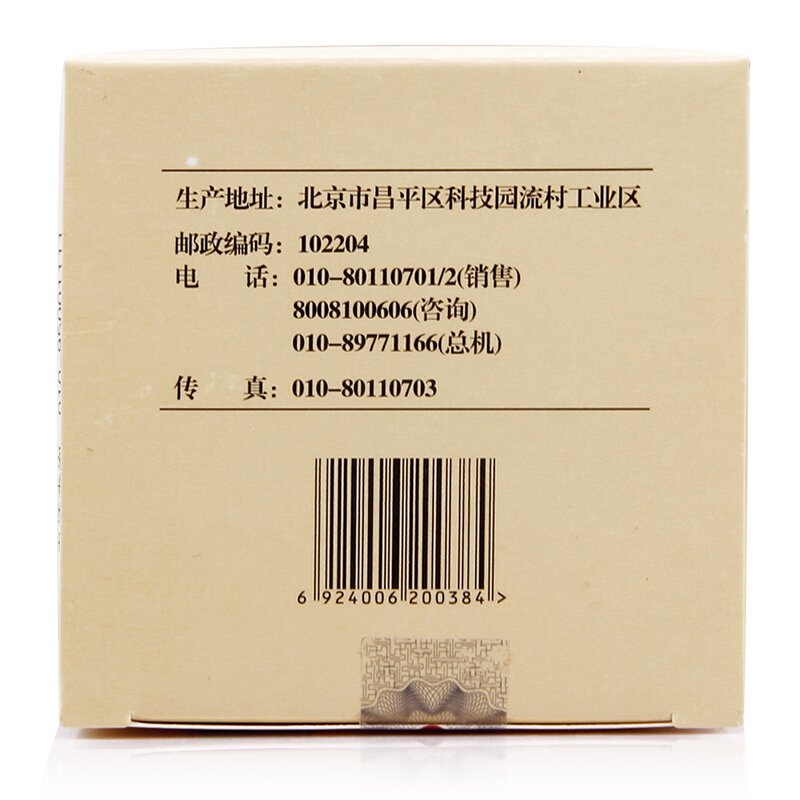 生产地址：北京市昌平区科技园流村工业区
邮政编码：102204
电 话：010-80110701/2(销售)
8008100606(咨询)
010-89771166(总机)
传 真：010-80110703
6 924006 200384 >